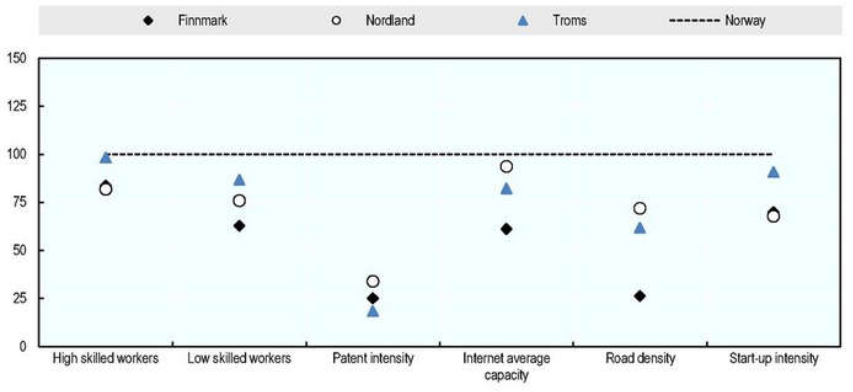 Finnmark Nordland Troms Norway
150
125
100
75
50
25
0
High skilled workers Low skilled workers Patent intensity Internet average Road density Start-up intensity
capacity